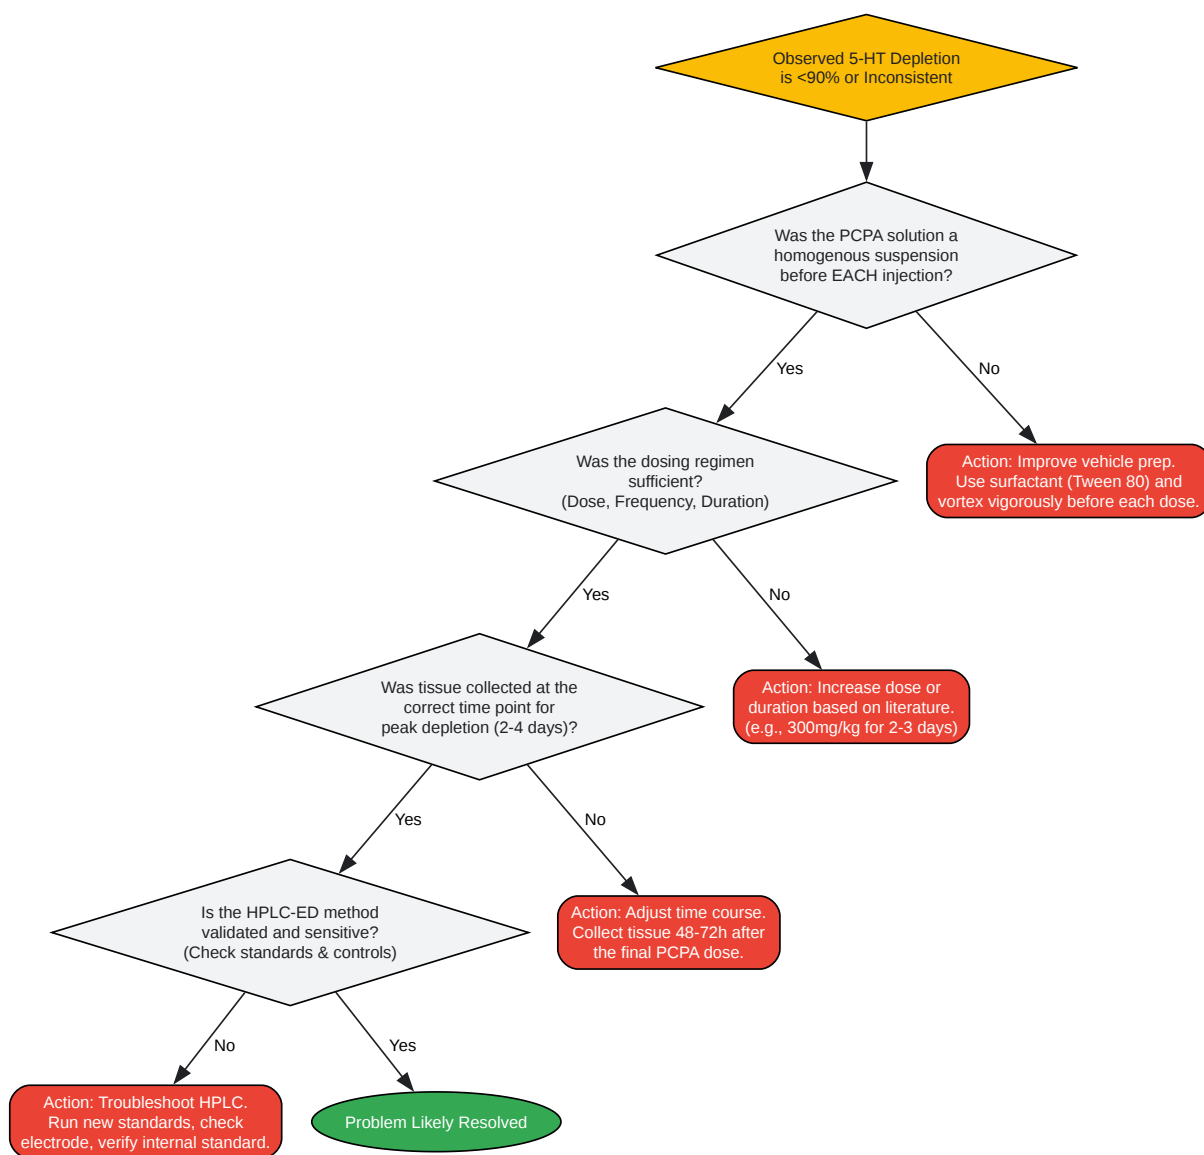 Observed 5-HT Depletion
is <90% or Inconsistent
Was the PCPA solution a
homogenous suspension
before EACH injection?
Yes
No
Was the dosing regimen
sufficient?
(Dose, Frequency, Duration)
Action: Improve vehicle prep.
Use surfactant (Tween 80) and
vortex vigorously before each dose.
Yes
No
Was tissue collected at the
correct time point for
peak depletion (2-4 days)?
Action: Increase dose or
duration based on literature.
(e.g., 300mg/kg for 2-3 days)
Yes
No
Is the HPLC-ED method
validated and sensitive?
(Check standards & controls)
Action: Adjust time course.
Collect tissue 48-72h after
the final PCPA dose.
No
Yes
Action: Troubleshoot HPLC.
Run new standards, check
electrode, verify internal standard.
Problem Likely Resolved